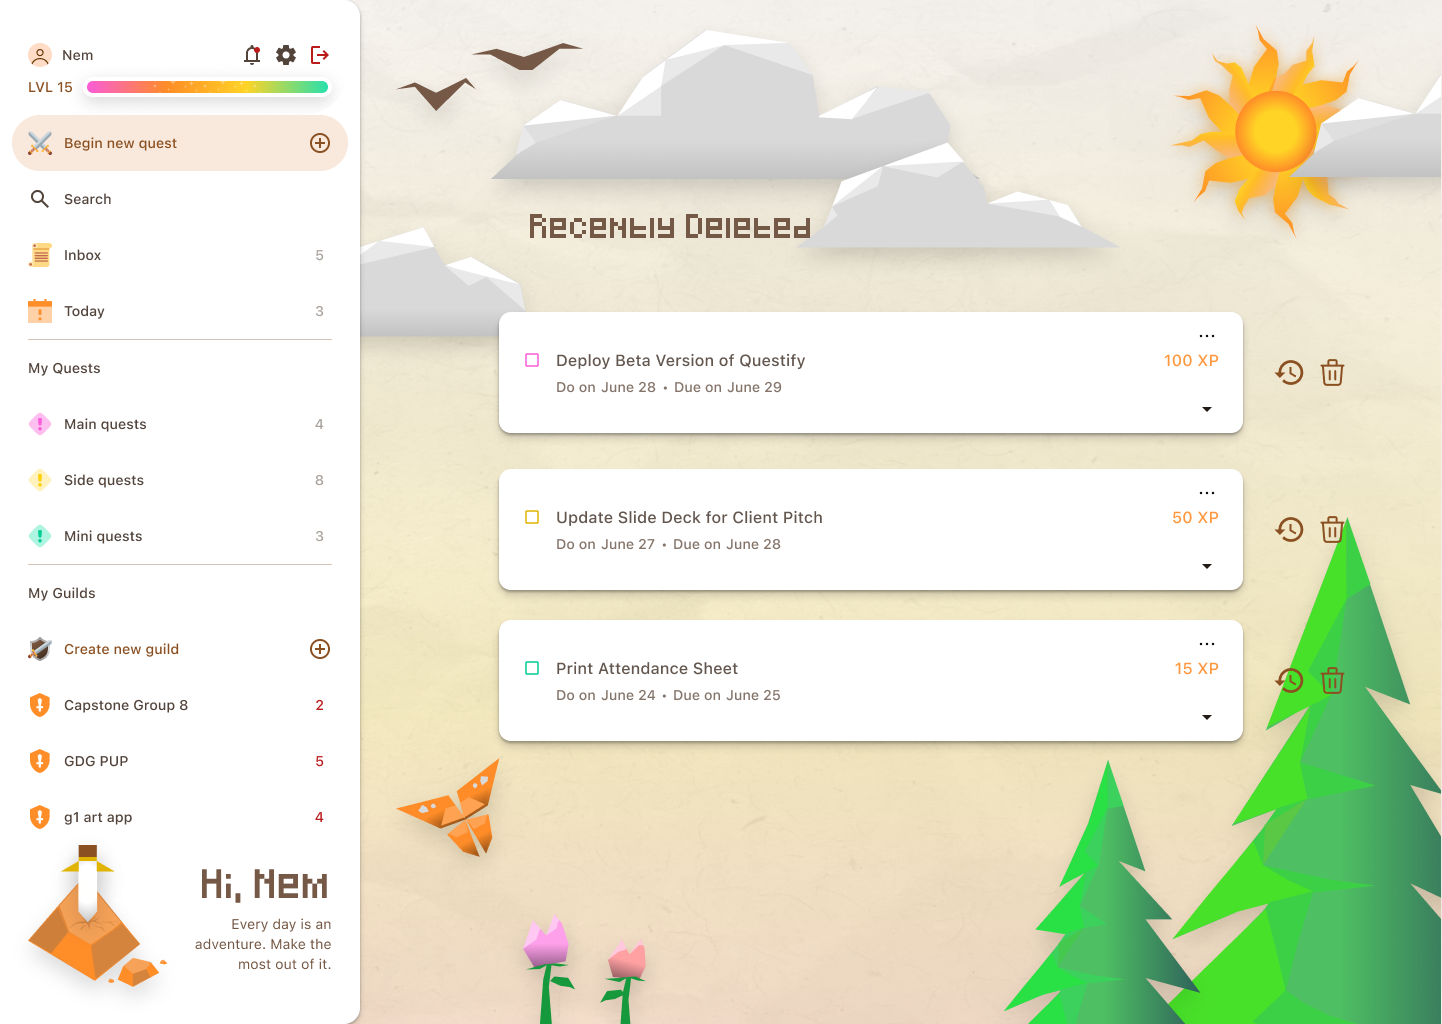 Nem
LVL 15
Begin new quest
Search
Inbox 5
Today 3
My Quests
Main quests 4
Side quests 8
Mini quests 3
My Guilds
Create new guild
Capstone Group 8 2
GDG PUP 5
g1 art app 4
Hi, Nem
Every day is an
adventure. Make the
most out of it.
Recently Deleted
Deploy Beta Version of Questify 100 XP
Do on June 28 • Due on June 29
Update Slide Deck for Client Pitch 50 XP
Do on June 27 • Due on June 28
Print Attendance Sheet 15 XP
Do on June 24 • Due on June 25